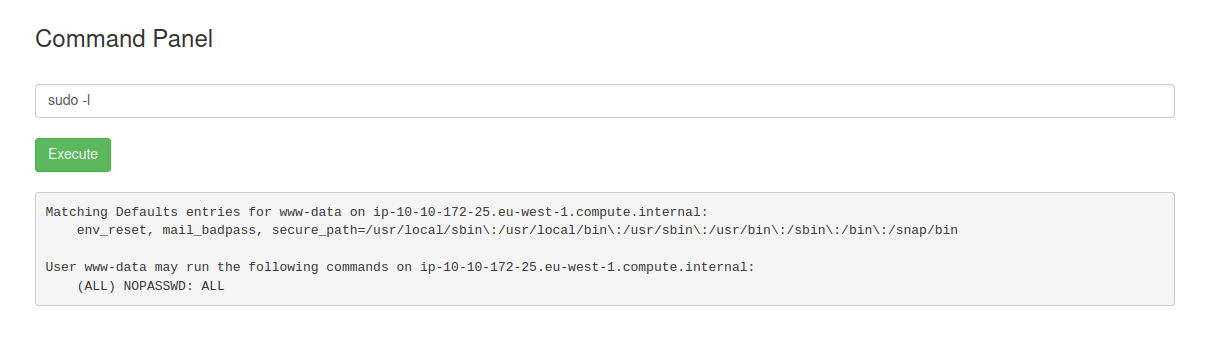 Command Panel
sudo -l
Execute
Matching Defaults entries for www-data on ip-10-10-172-25.eu-west-1.compute.internal:
    env_reset, mail_badpass, secure_path=/usr/local/sbin\:/usr/local/bin\:/usr/sbin\:/usr/bin\:/sbin\:/bin\:/snap/bin
User www-data may run the following commands on ip-10-10-172-25.eu-west-1.compute.internal:
    (ALL) NOPASSWD: ALL